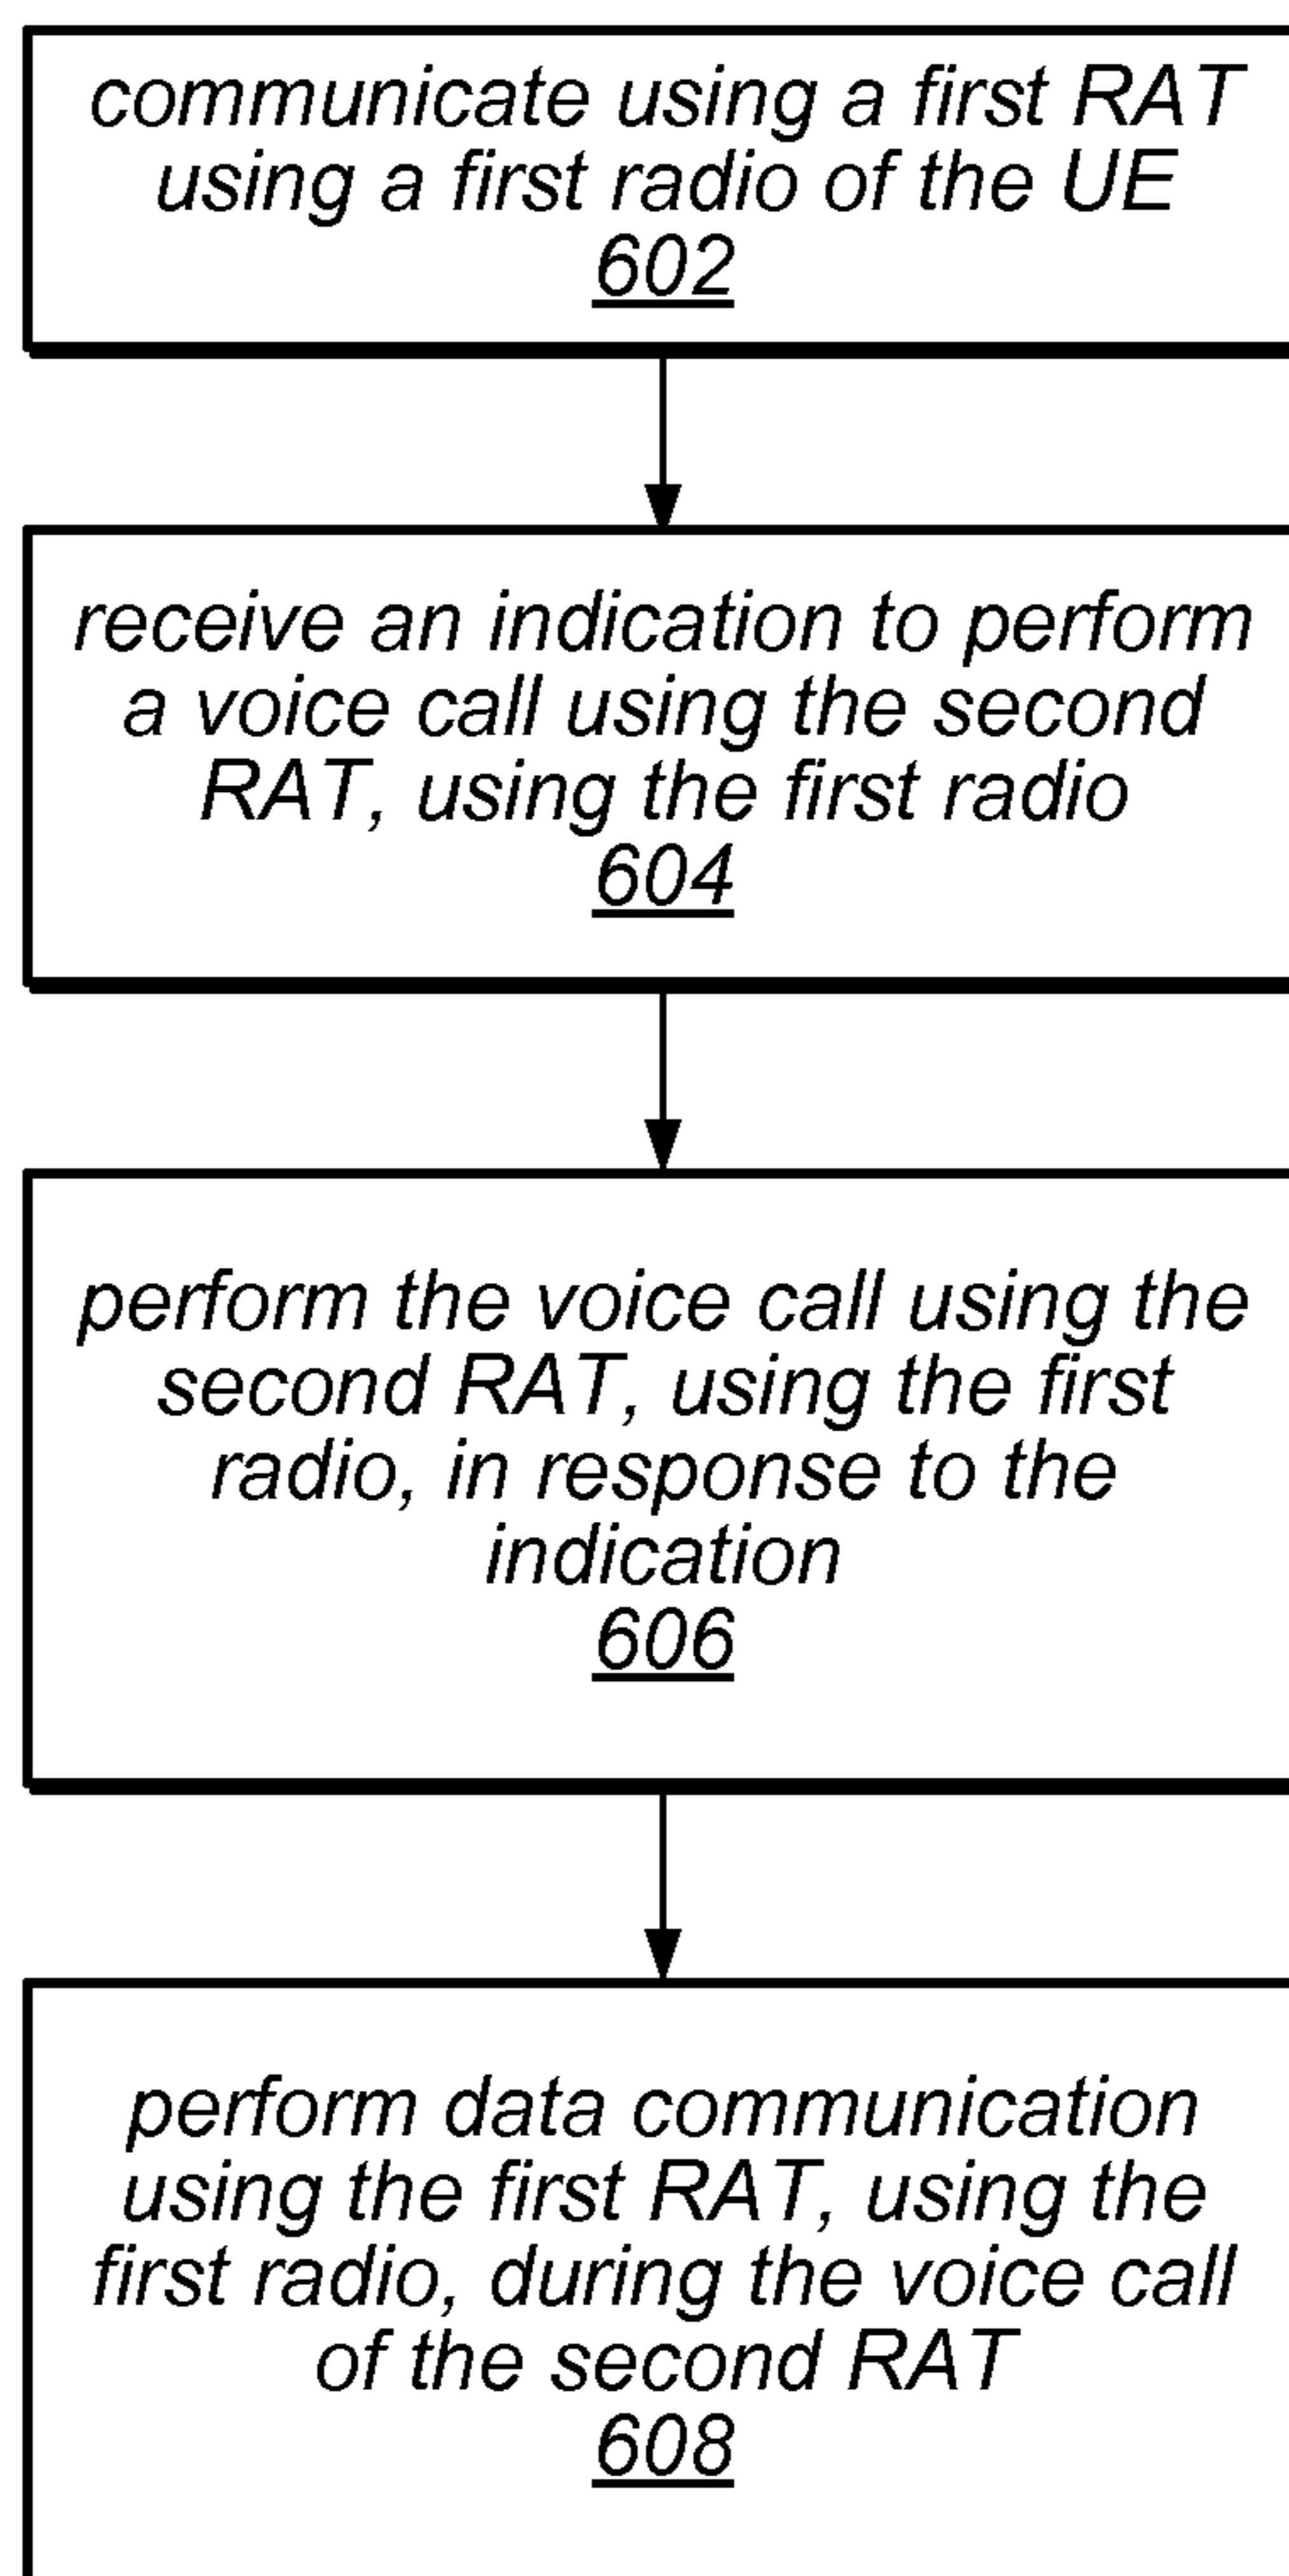 communicate using a first RAT
using a first radio of the UE
602
receive an indication to perform
a voice call using the second
RAT, using the first radio
604
perform the voice call using the
second RAT, using the first
radio, in response to the
indication
606
perform data communication
using the first RAT, using the
first radio, during the voice call
of the second RAT
608